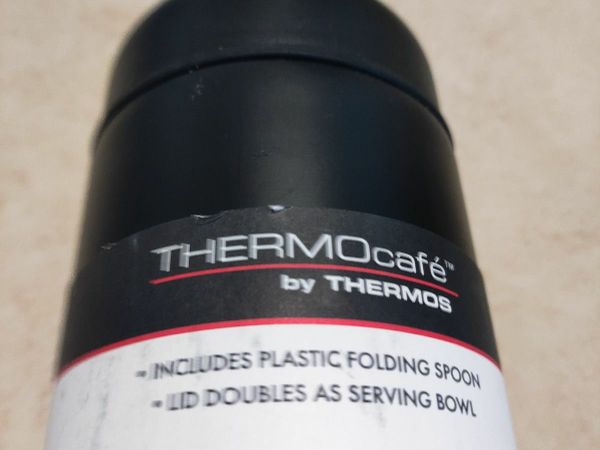 THERMOcafé™
by THERMOS
- INCLUDES PLASTIC FOLDING SPOON
- LID DOUBLES AS SERVING BOWL